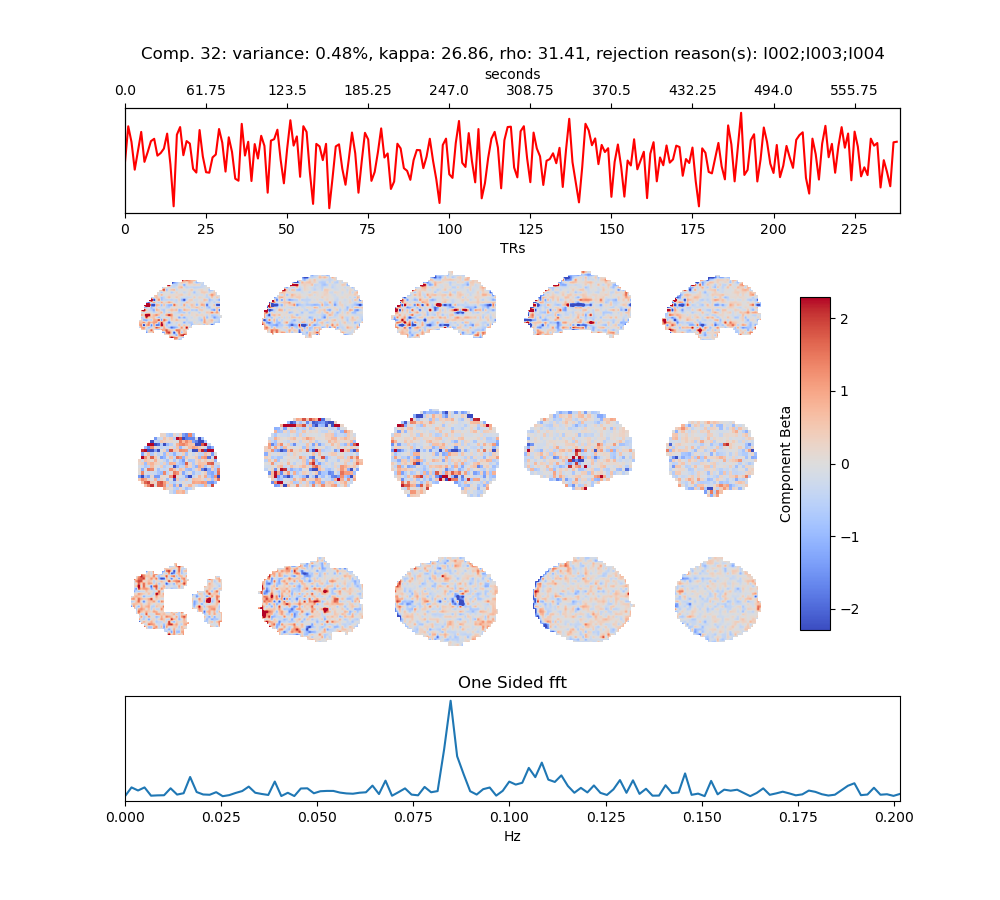 Comp. 32: variance: 0.48%, kappa: 26.86, rho: 31.41, rejection reason(s): I002;I003;I004
seconds
0.0 61.75 123.5 185.25 247.0 308.75 370.5 432.25 494.0 555.75
0 25 50 75 100 125 150 175 200 225
TRs
2
1
0
−1
−2
Component Beta
One Sided fft
0.000 0.025 0.050 0.075 0.100 0.125 0.150 0.175 0.200
Hz